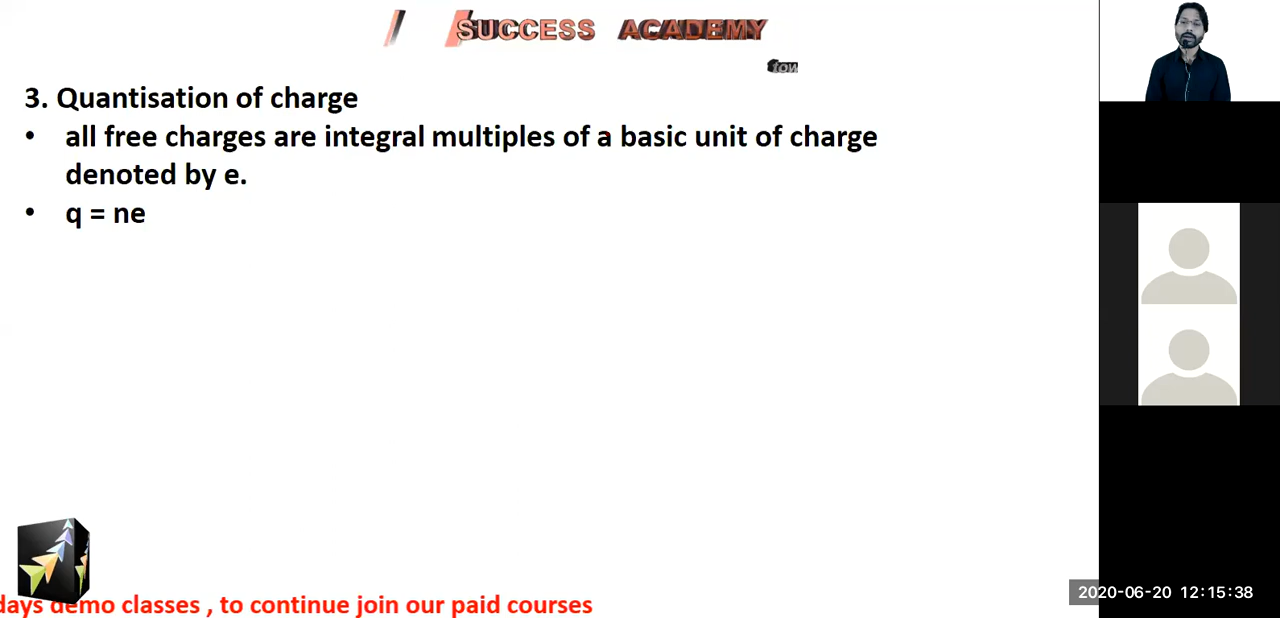 SUCCESS ACADEMY
3. Quantisation of charge
• all free charges are integral multiples of a basic unit of charge
denoted by e.
• q = ne
days demo classes , to continue join our paid courses
2020-06-20 12:15:38